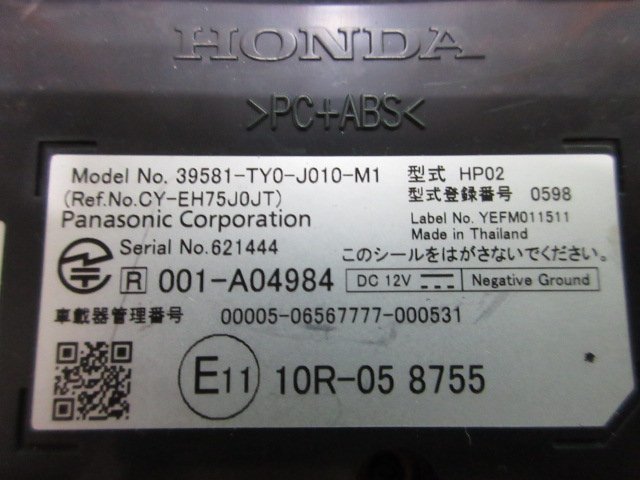 HONDA
>PC+ABS<
Model No. 39581-TY0-J010-M1 型式 HP02
(Ref.No.CY-EH75J0JT) 型式登録番号 0598
Panasonic Corporation Label No. YEFM011511
Made in Thailand
Serial No.621444 このシールをはがさないでください。
R 001-A04984 DC 12V Negative Ground
車載器管理番号 00005-06567777-000531
E11 10R-05 8755